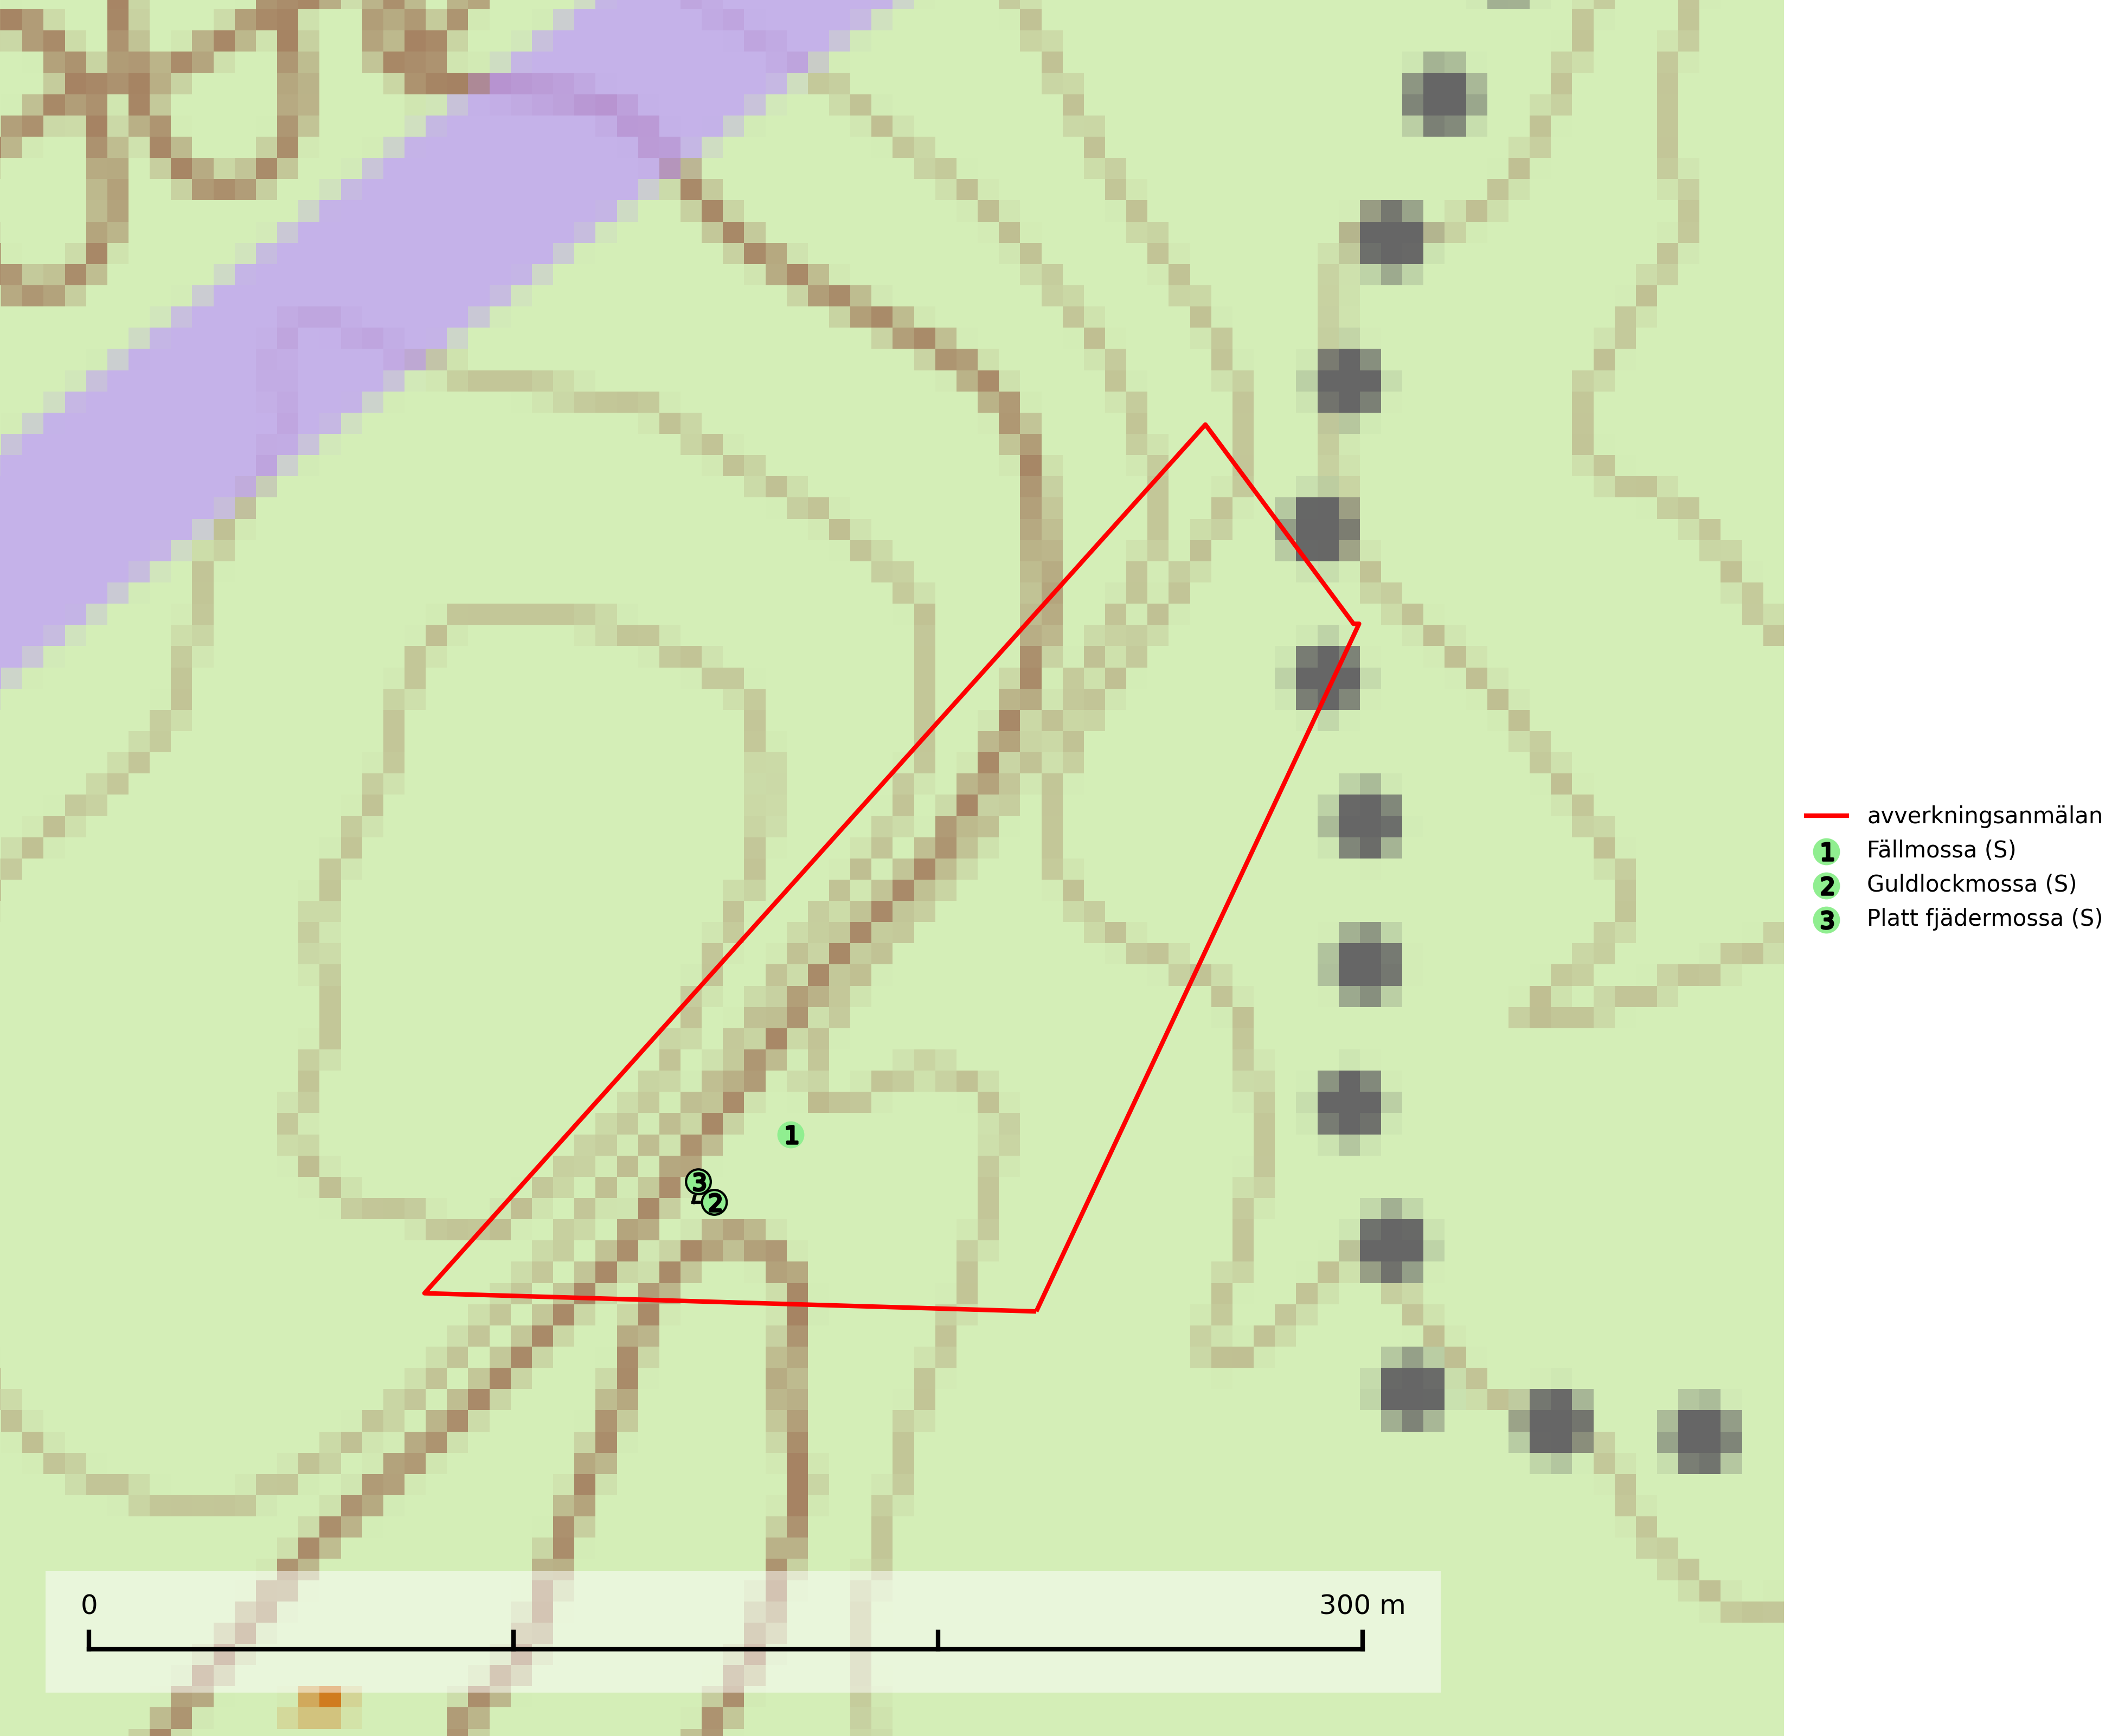 avverkningsanmälan
1 Fällmossa (S)
2 Guldlockmossa (S)
3 Platt fjädermossa (S)
1
3
2
0 300 m